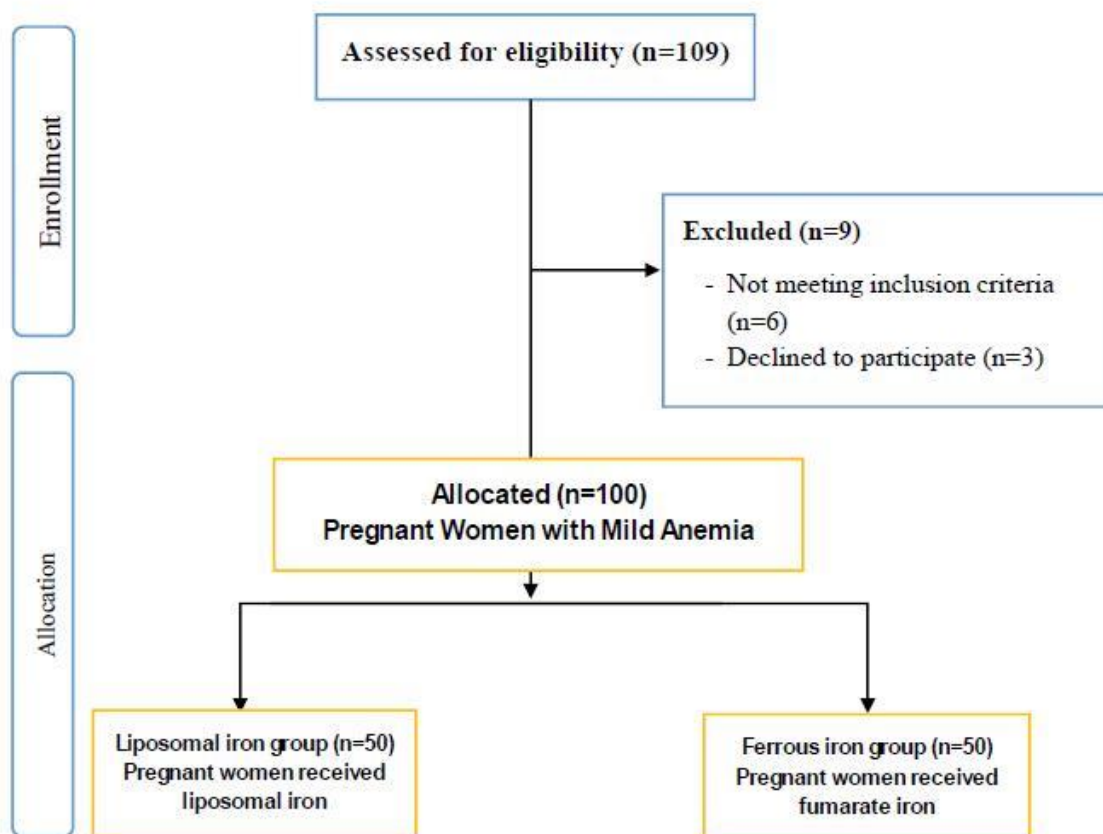 Enrollment
Assessed for eligibility (n=109)
Excluded (n=9)
- Not meeting inclusion criteria
(n=6)
- Declined to participate (n=3)
Allocation
Allocated (n=100)
Pregnant Women with Mild Anemia
Liposomal iron group (n=50)
Pregnant women received
liposomal iron
Ferrous iron group (n=50)
Pregnant women received
fumarate iron